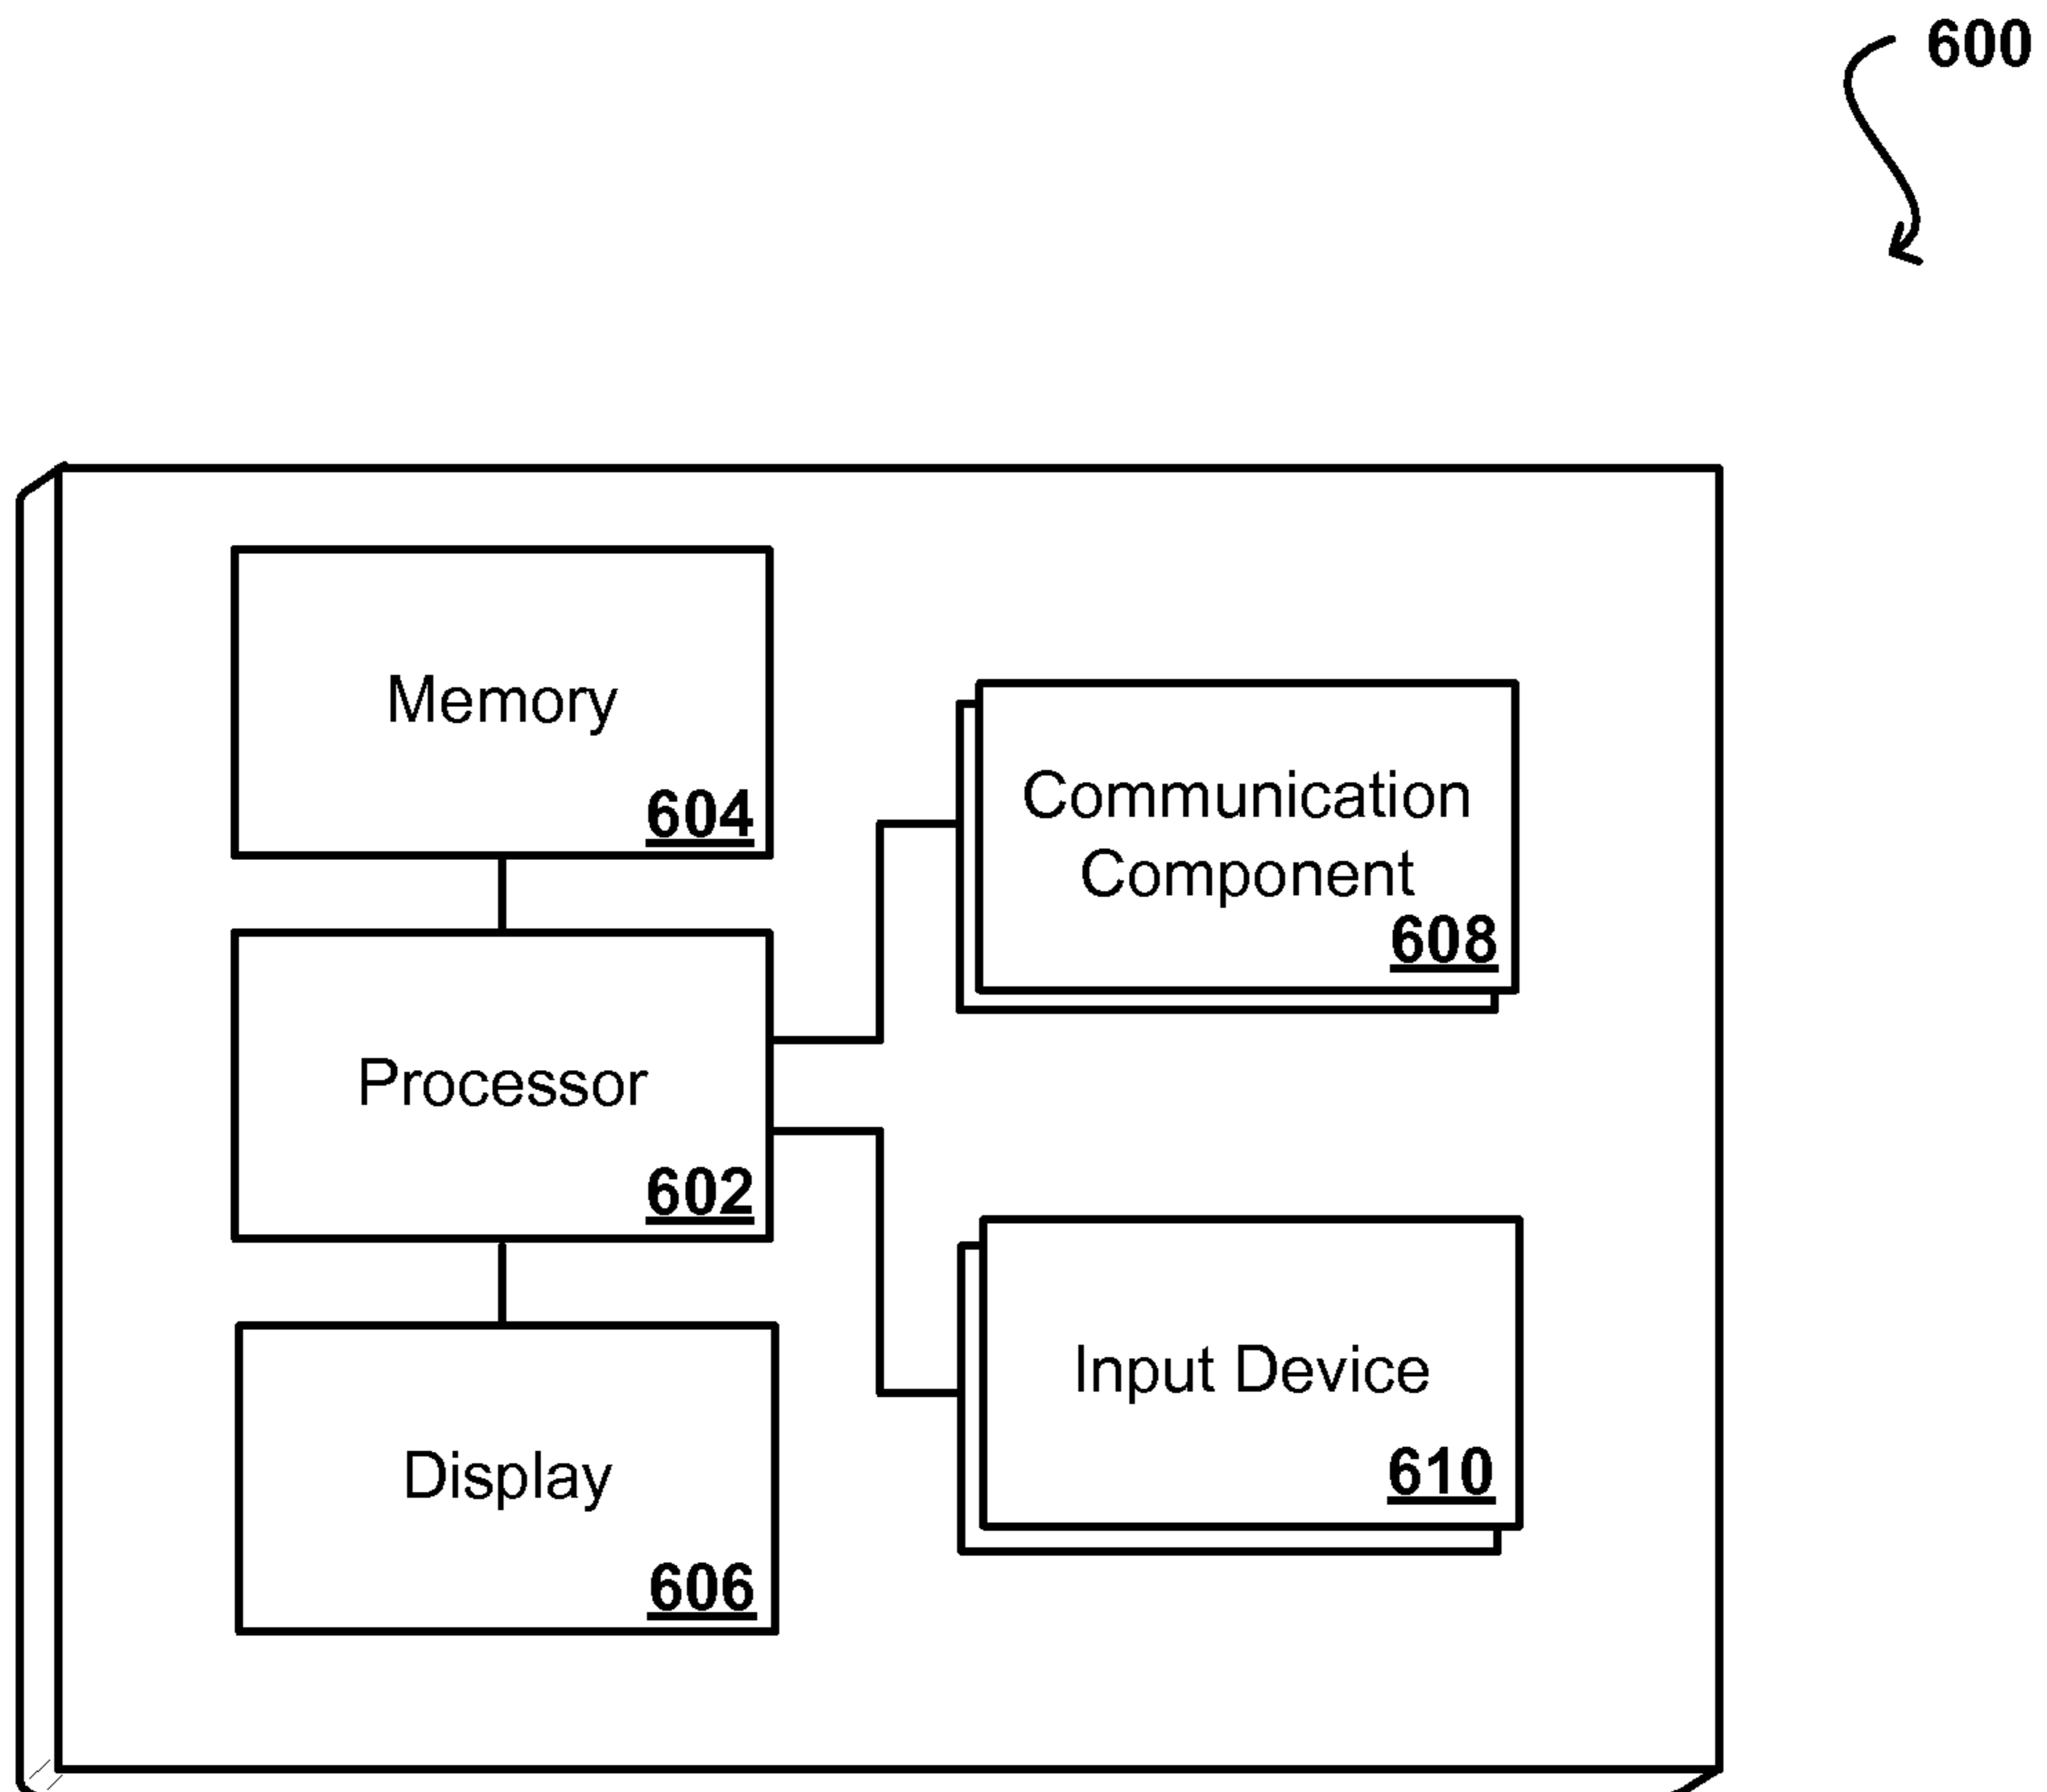 600
Memory
604
Communication
Component
608
Processor
602
Input Device
610
Display
606